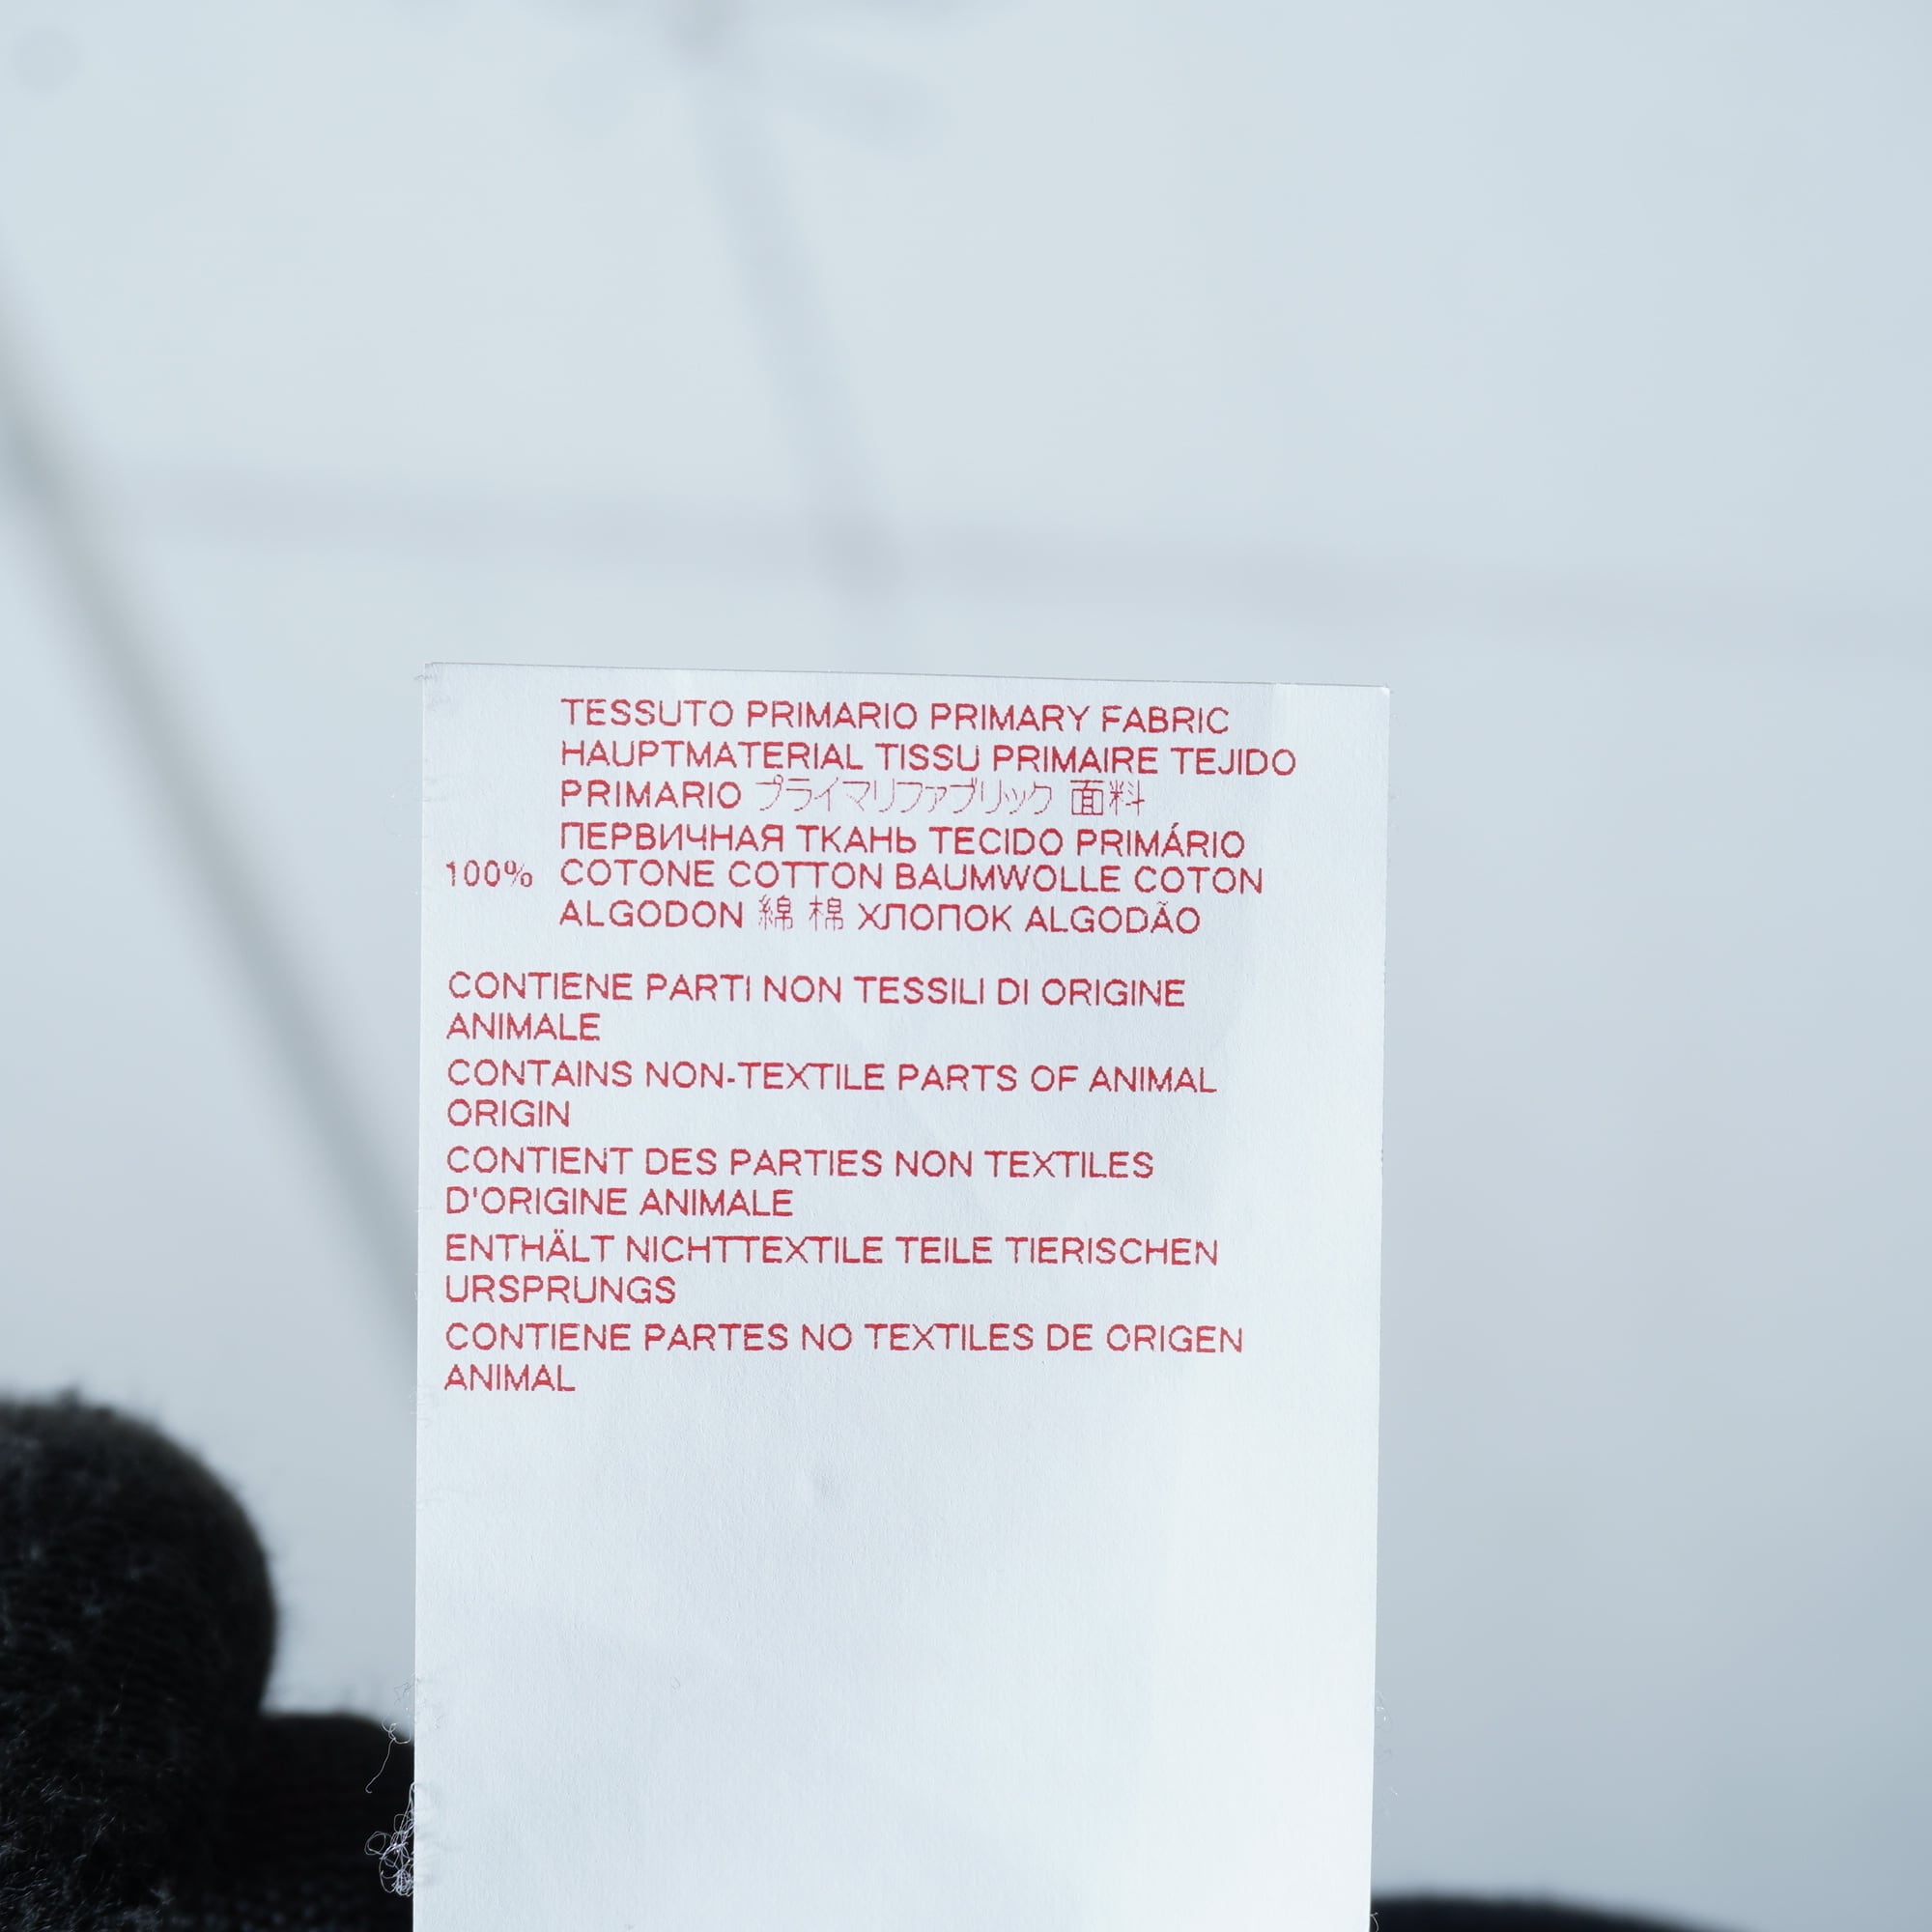 TESSUTO PRIMARIO PRIMARY FABRIC
HAUPTMATERIAL TISSU PRIMAIRE TEJIDO
PRIMARIO プライマリファブリック 面料
ПЕРВИЧНАЯ ТКАНЬ TECIDO PRIMÁRIO
100% COTONE COTTON BAUMWOLLE COTON
ALGODON 綿 棉 ХЛОПОК ALGODÃO
CONTIENE PARTI NON TESSILI DI ORIGINE
ANIMALE
CONTAINS NON-TEXTILE PARTS OF ANIMAL
ORIGIN
CONTIENT DES PARTIES NON TEXTILES
D'ORIGINE ANIMALE
ENTHÄLT NICHTTEXTILE TEILE TIERISCHEN
URSPRUNGS
CONTIENE PARTES NO TEXTILES DE ORIGEN
ANIMAL